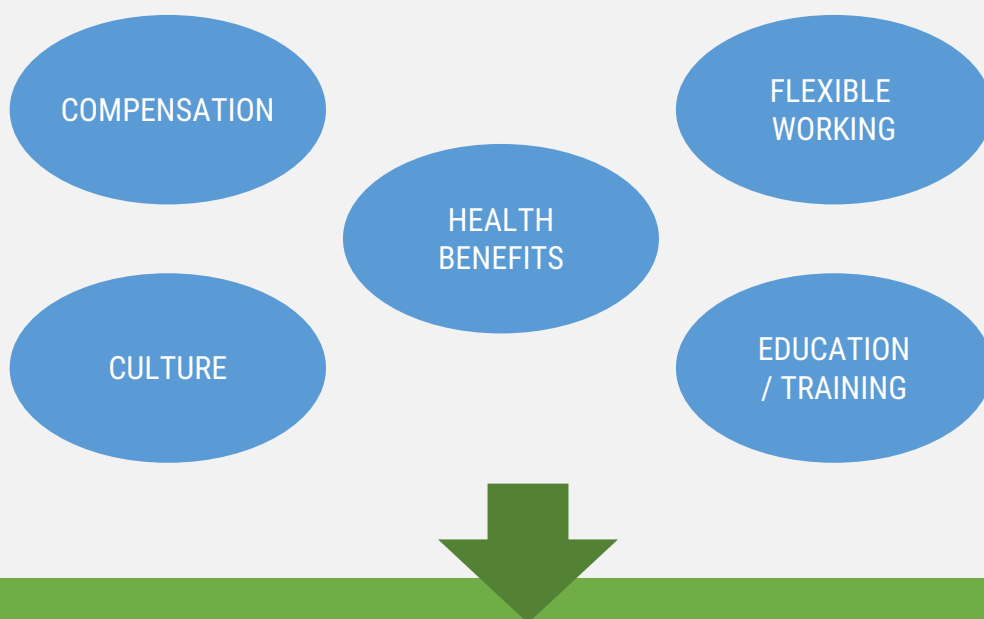 COMPENSATION
FLEXIBLE
WORKING
HEALTH
BENEFITS
CULTURE
EDUCATION
/ TRAINING